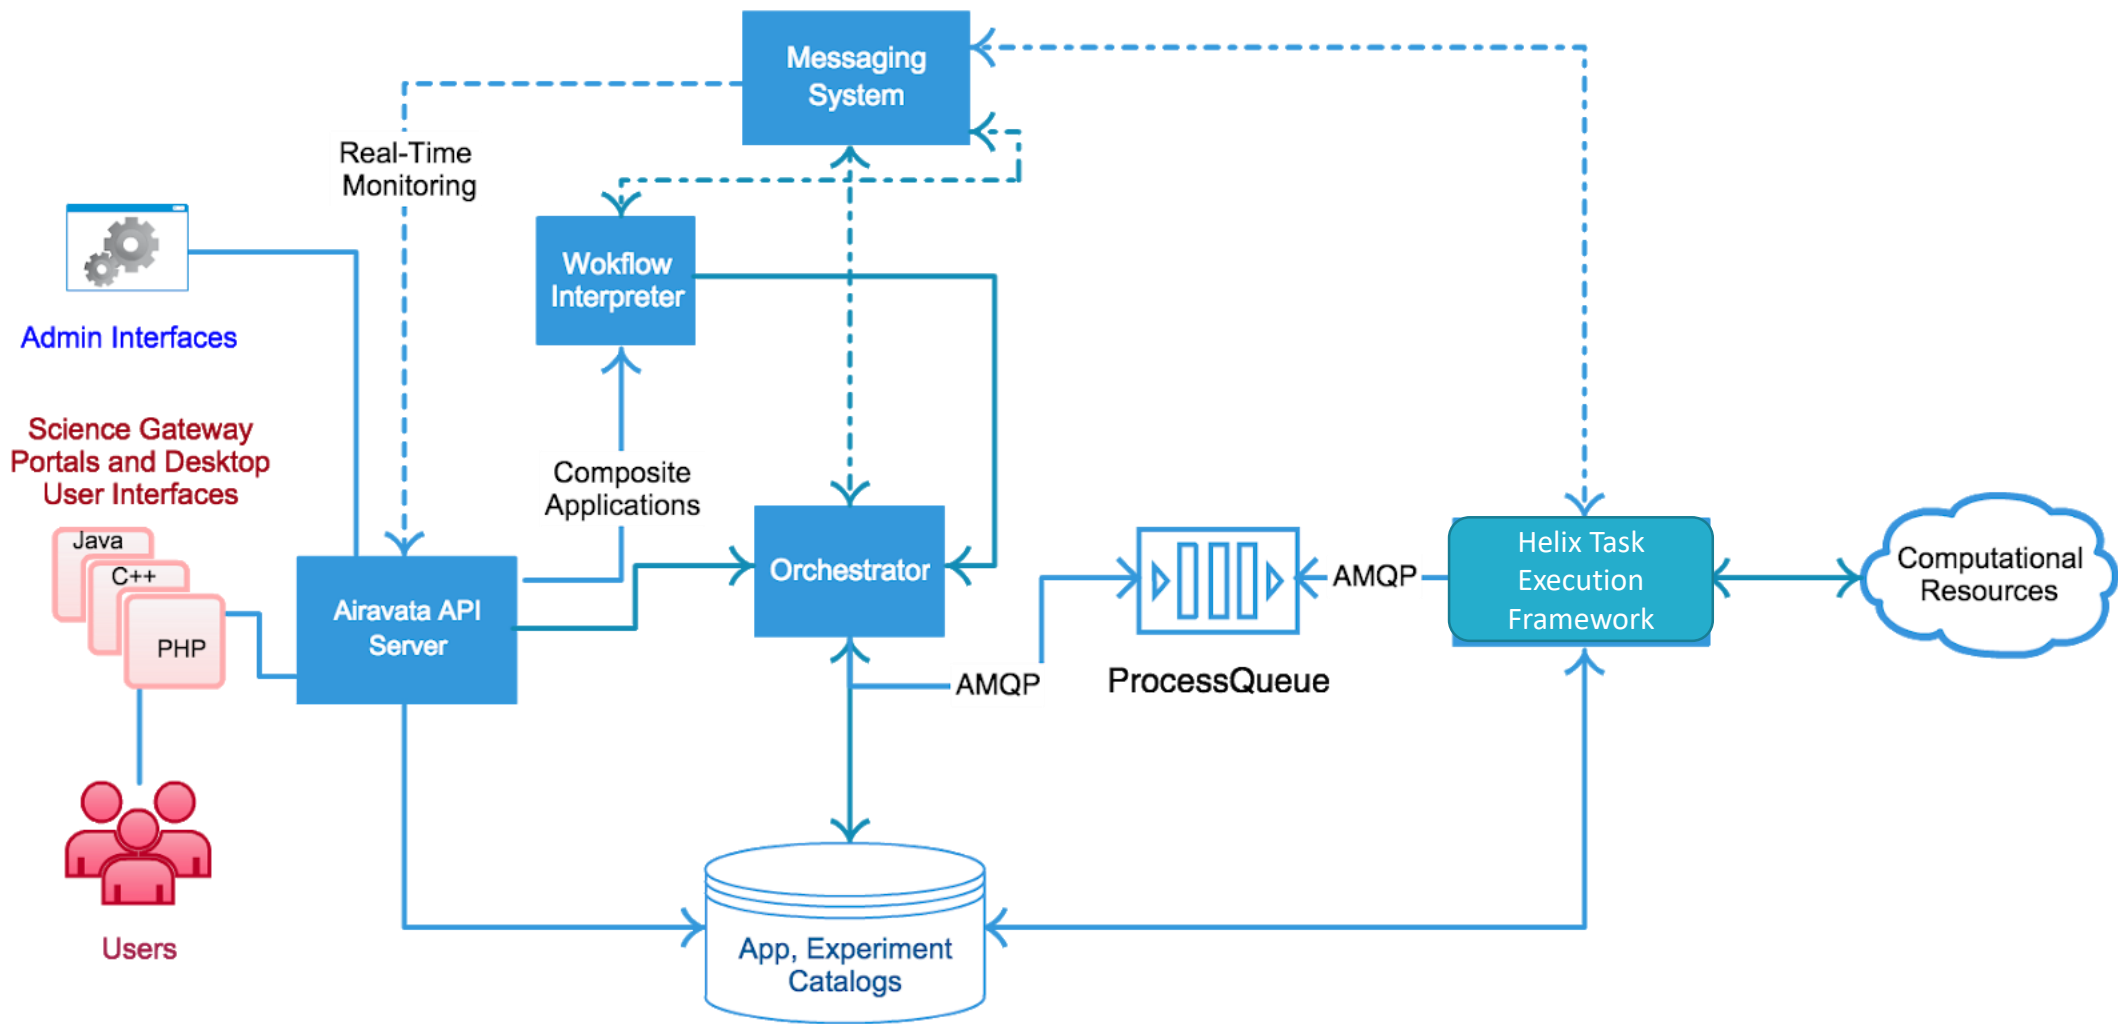 Messaging
System
Real-Time
Monitoring
Wokflow
Interpreter
Admin Interfaces
Science Gateway
Portals and Desktop
User Interfaces
Java
C++
PHP
Composite
Applications
Airavata API
Server
Orchestrator
AMQP
ProcessQueue
AMQP
Helix Task
Execution
Framework
Computational
Resources
Users
App, Experiment
Catalogs